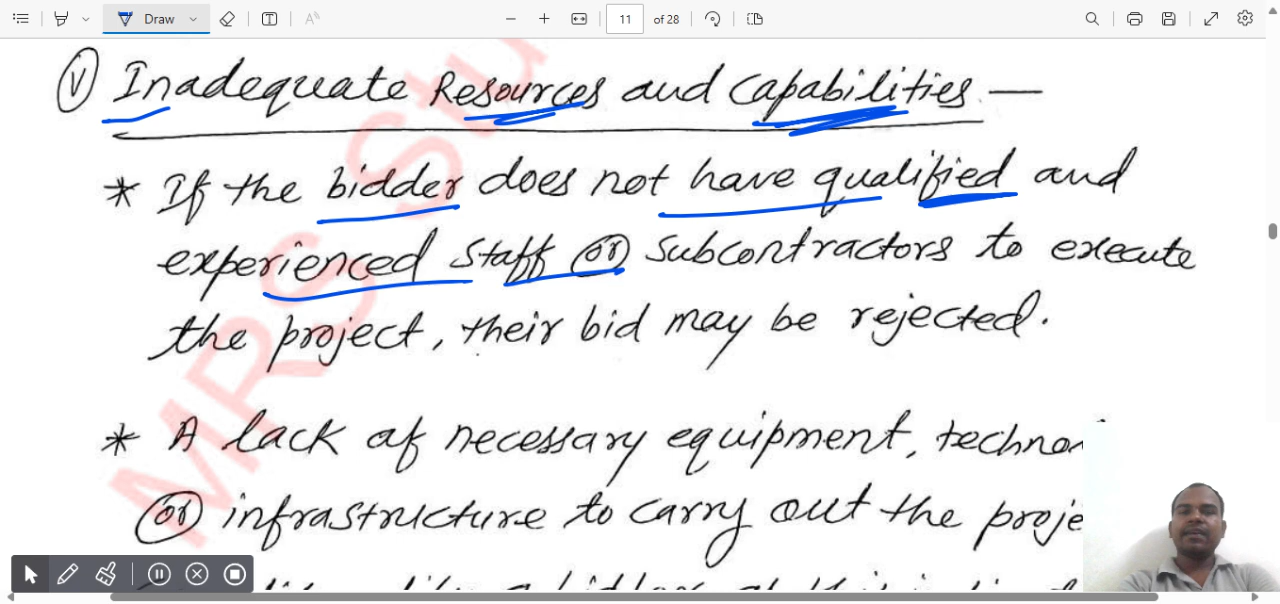 Draw
11 of 28
(V) Inadequate Resources and Capabilities —
* If the bidder does not have qualified and
experienced staff (or) subcontractors to execute
the project, their bid may be rejected.
* A lack of necessary equipment,
(or) infrastructure to carry out the
MRS Stu